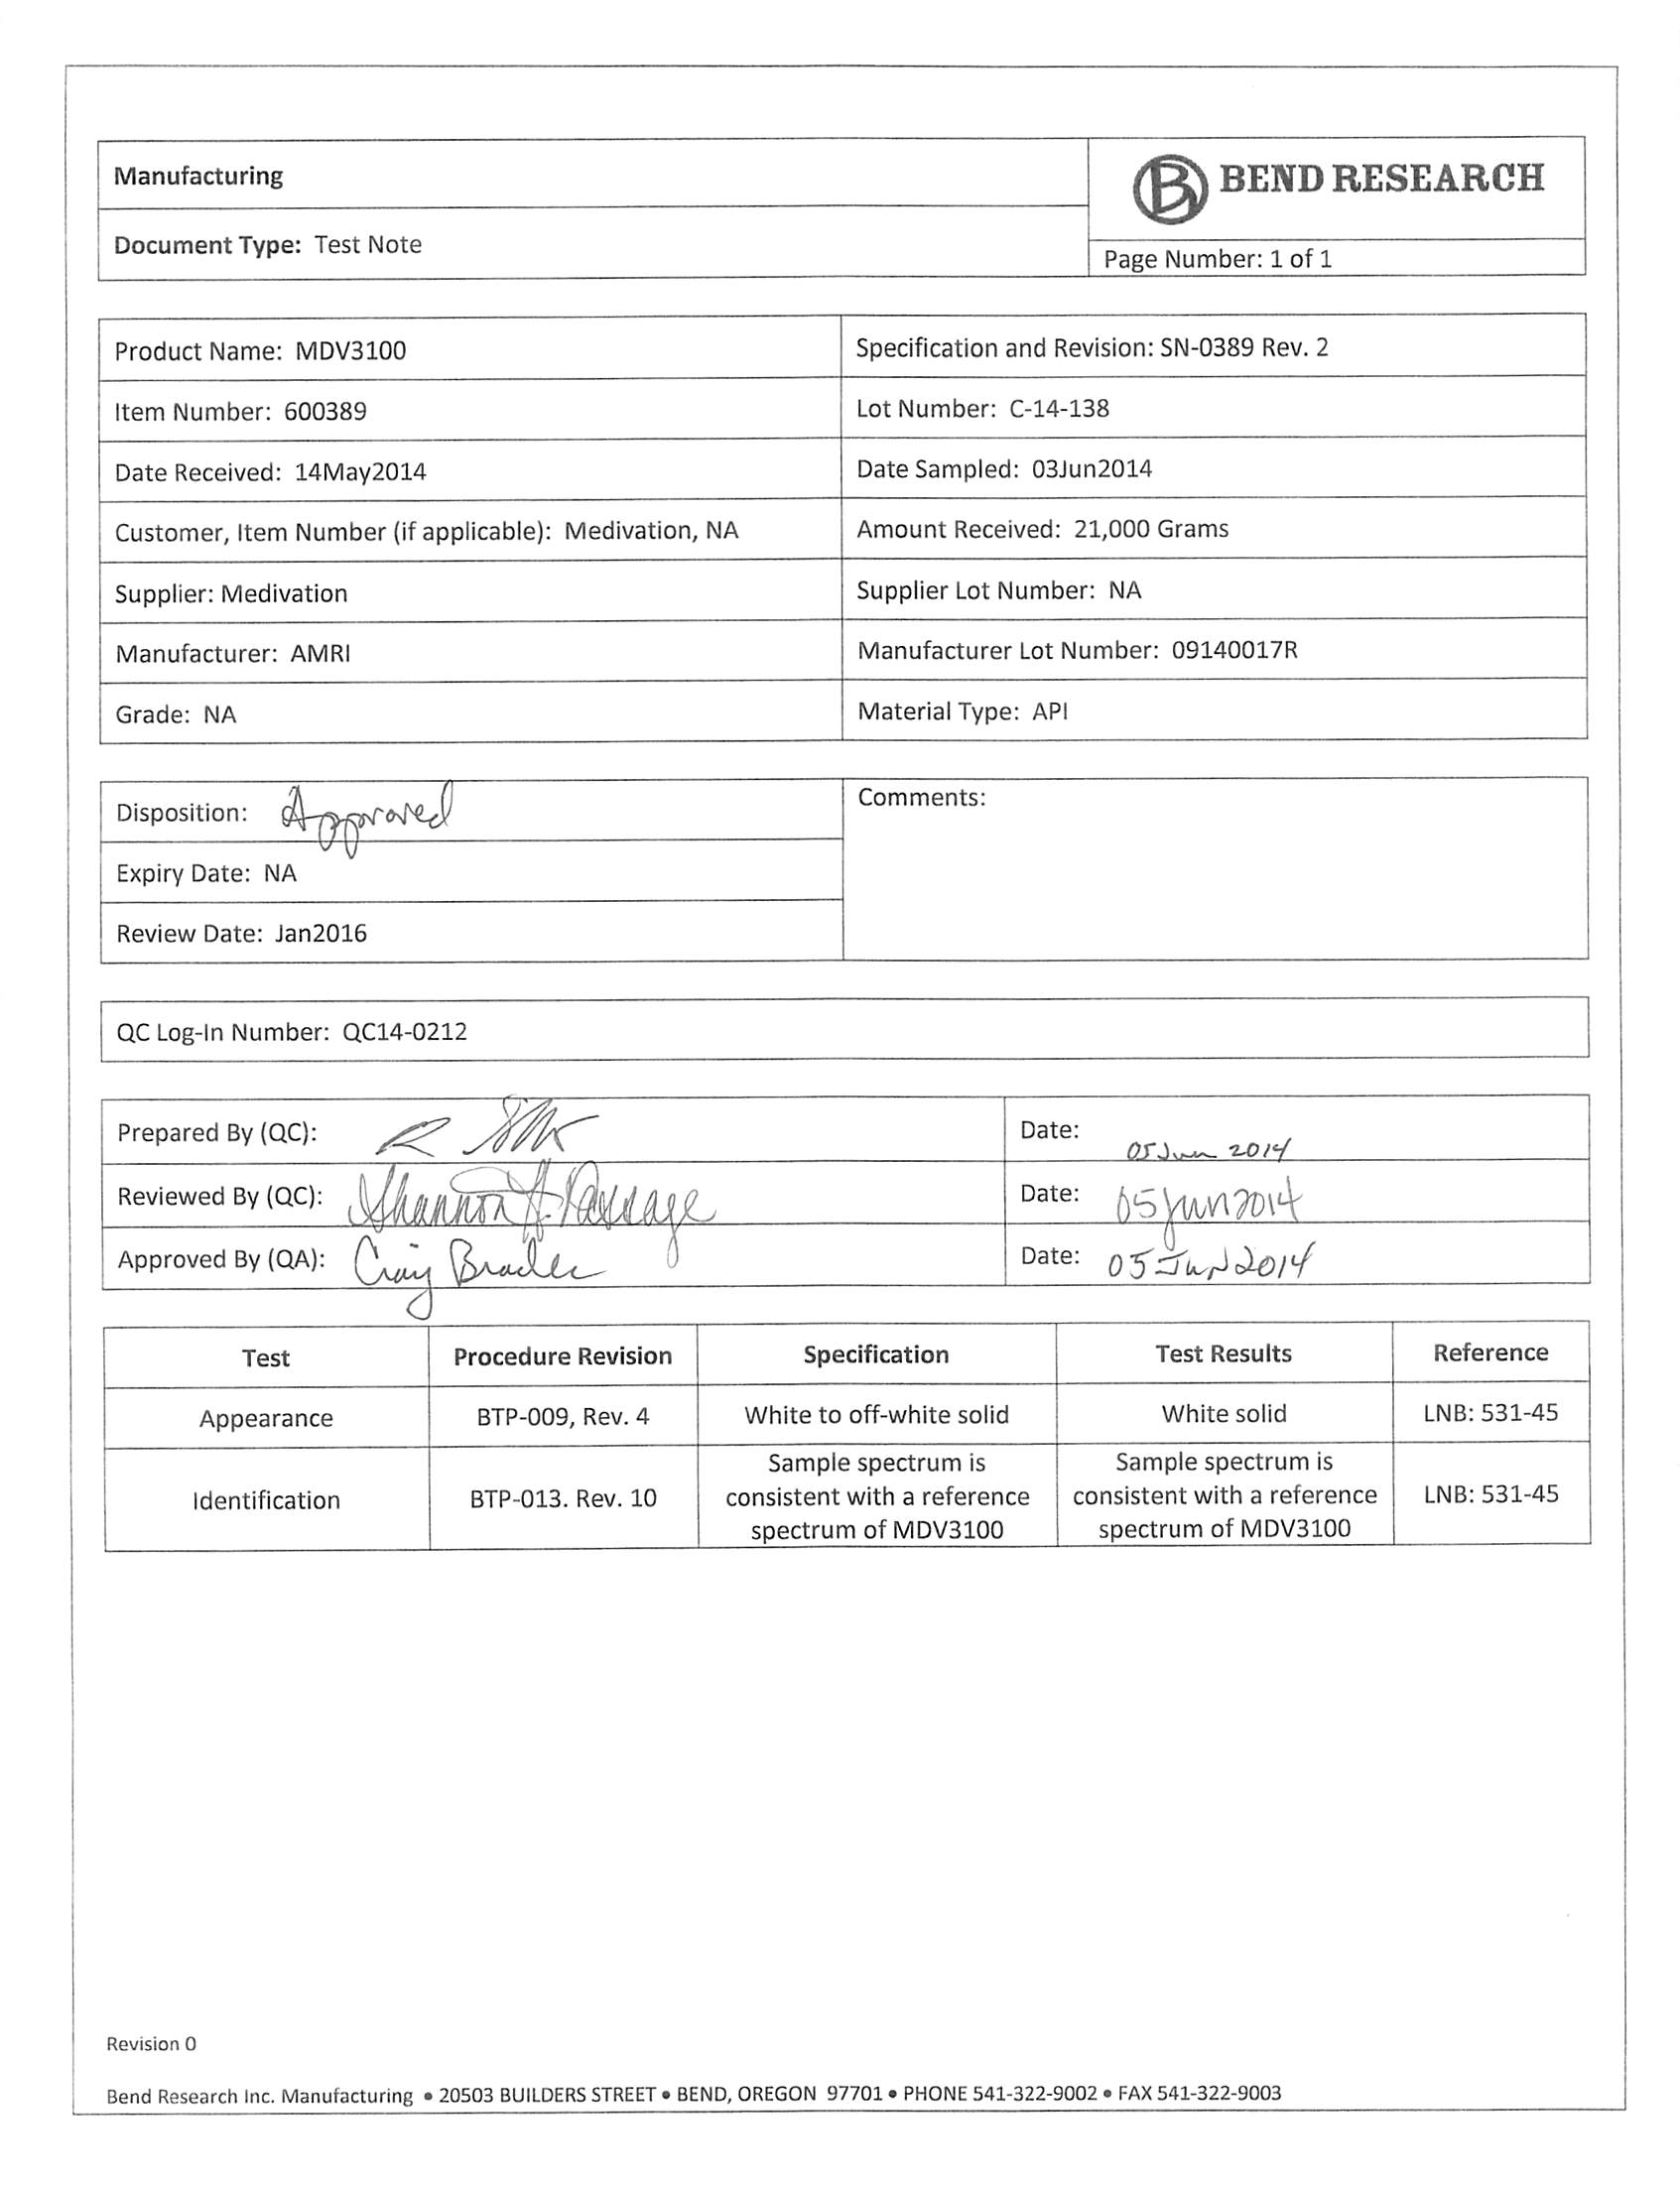 Manufacturing
BEND RESEARCH
Document Type: Test Note
Page Number: 1 of 1
Product Name: MDV3100
Specification and Revision: SN-0389 Rev. 2
Item Number: 600389
Lot Number: C-14-138
Date Received: 14May2014
Date Sampled: 03Jun2014
Customer, Item Number (if applicable): Medivation, NA
Amount Received: 21,000 Grams
Supplier: Medivation
Supplier Lot Number: NA
Manufacturer: AMRI
Manufacturer Lot Number: 09140017R
Grade: NA
Material Type: API
Disposition: Approved
Comments:
Expiry Date: NA
Review Date: Jan2016
QC Log-In Number: QC14-0212
Prepared By (QC):
Date: 05Jun 2014
Reviewed By (QC): Shannon
Date: 05Jun2014
Approved By (QA): Craig
Date: 05Jun2014
Test Procedure Revision Specification Test Results Reference
Appearance BTP-009, Rev. 4 White to off-white solid White solid LNB: 531-45
Identification BTP-013. Rev. 10 Sample spectrum is
consistent with a reference
spectrum of MDV3100
Sample spectrum is
consistent with a reference
spectrum of MDV3100
LNB: 531-45
Revision 0
Bend Research Inc. Manufacturing • 20503 BUILDERS STREET • BEND, OREGON 97701 • PHONE 541-322-9002 • FAX 541-322-9003